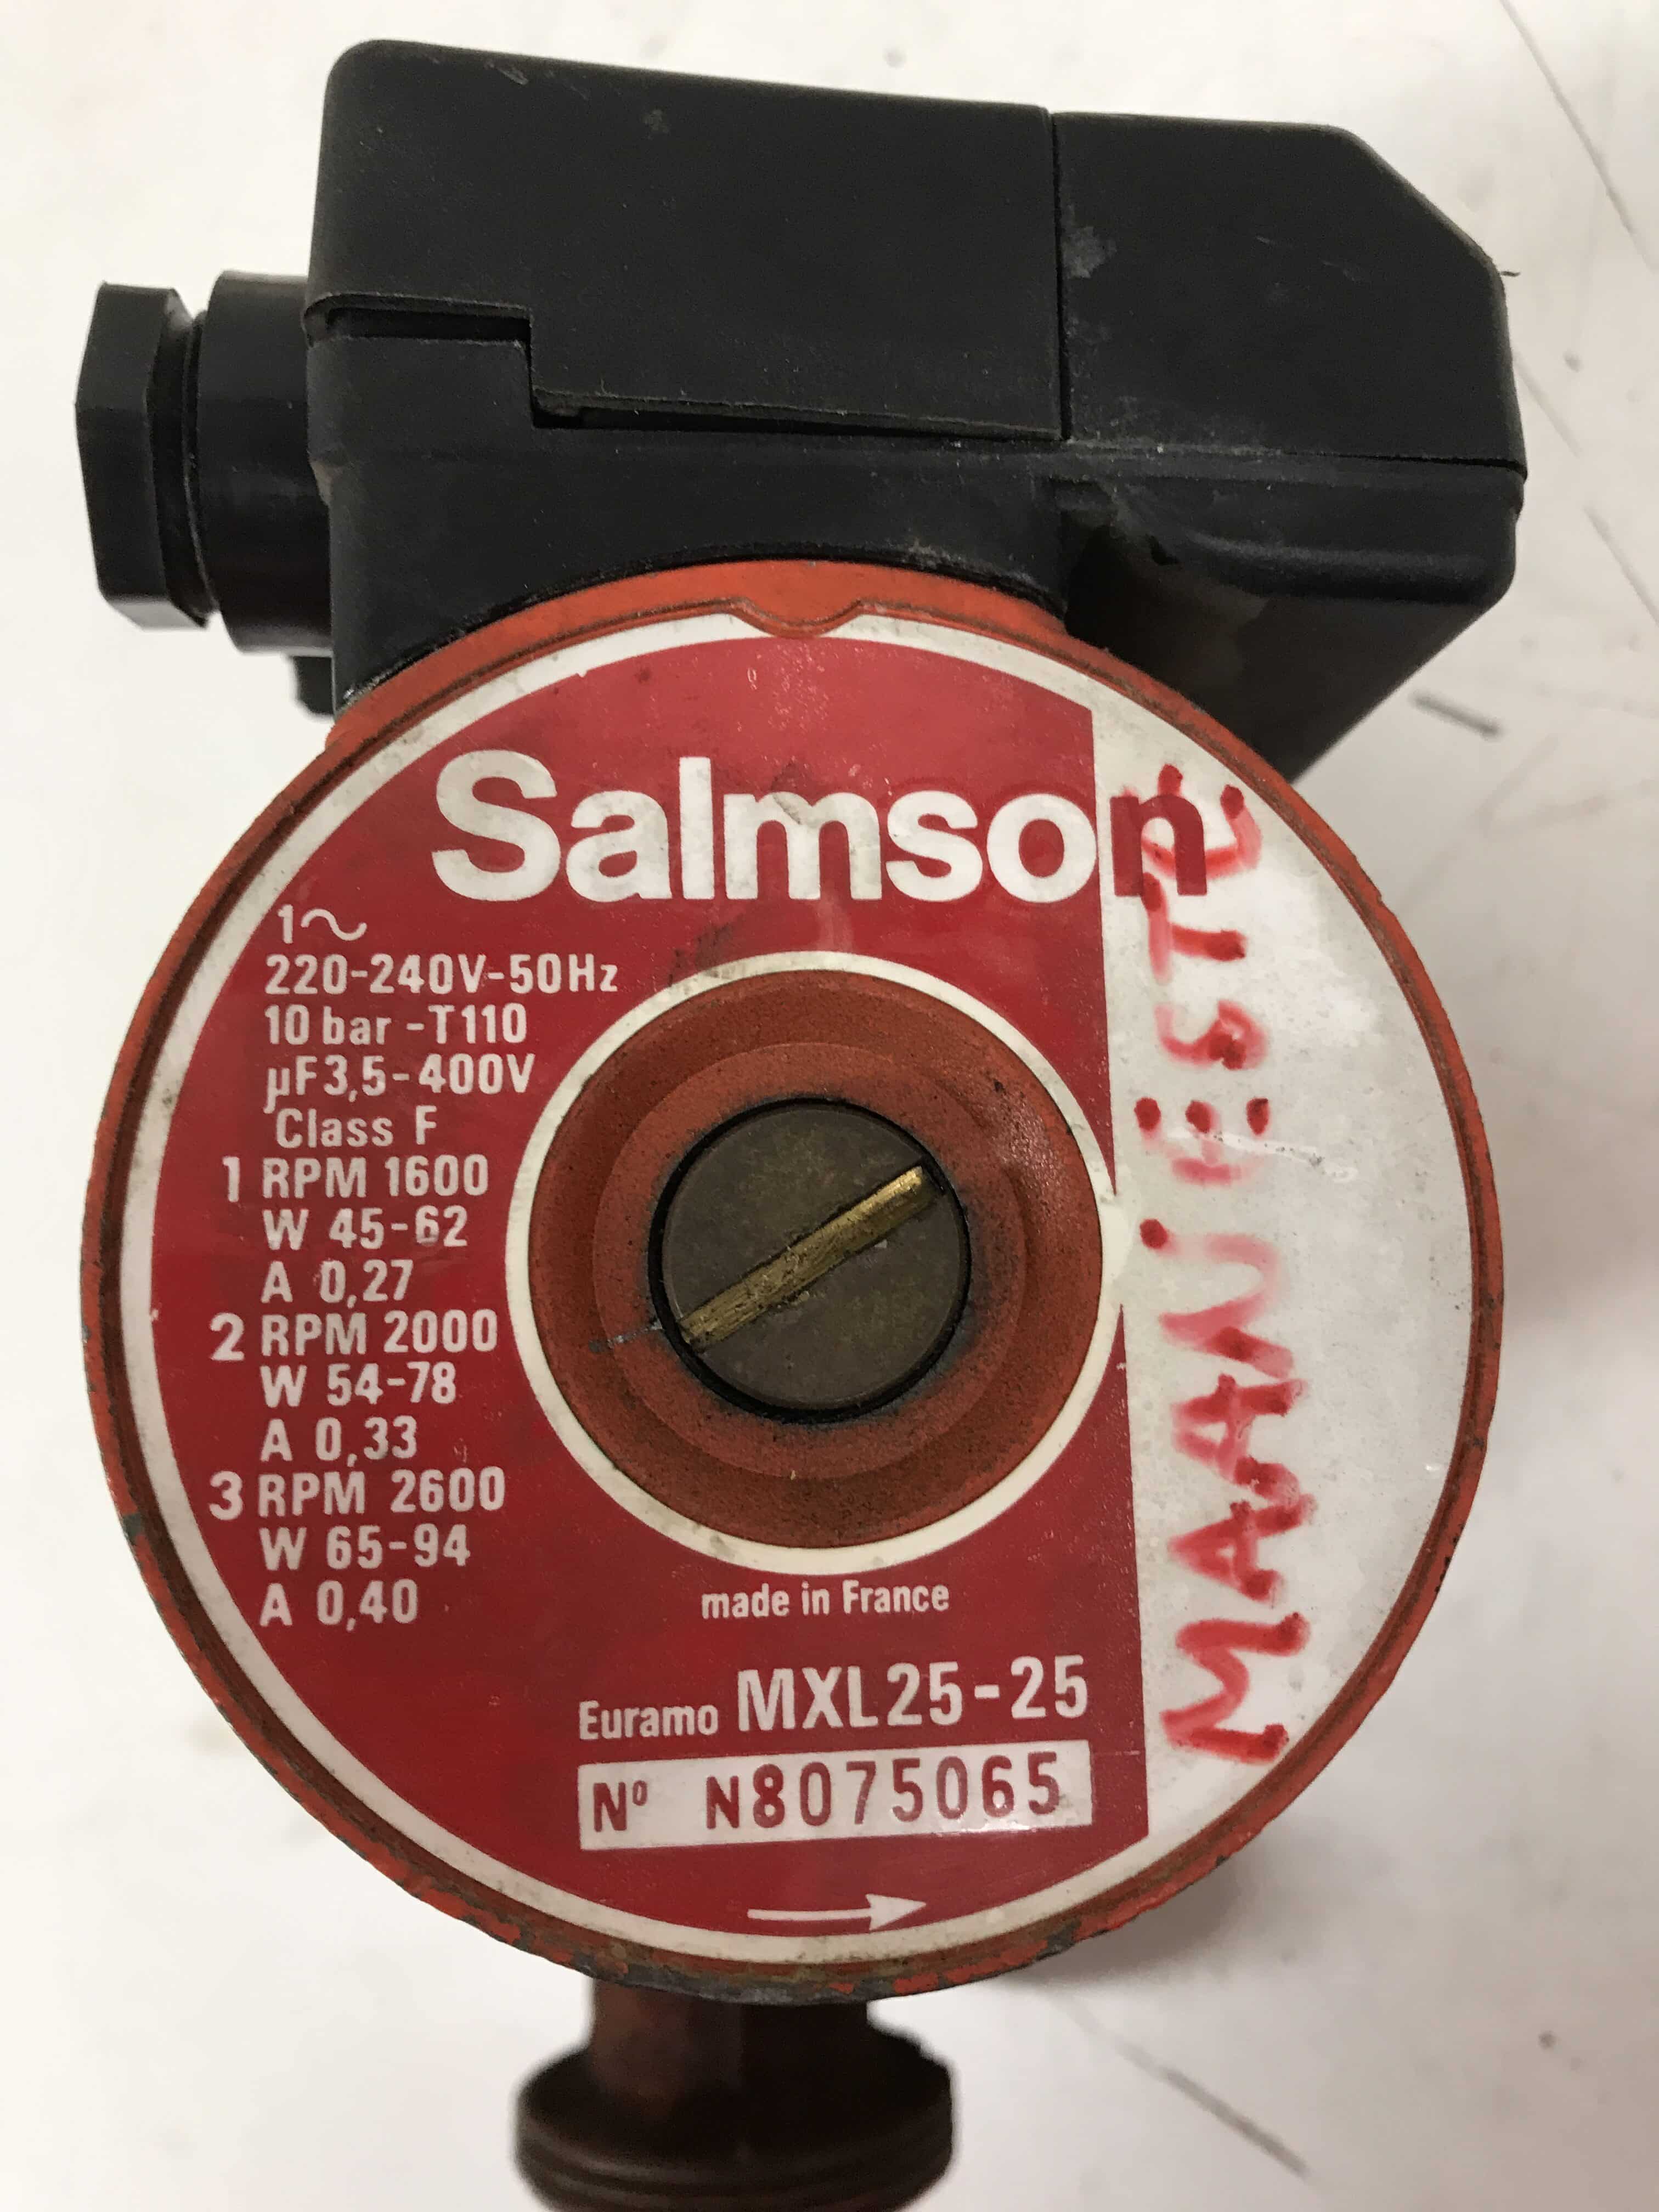 Salmson
1~
220-240V-50Hz
10 bar -T110
µF3,5-400V
Class F
1 RPM 1600
W 45-62
A 0,27
2 RPM 2000
W 54-78
A 0,33
3 RPM 2600
W 65-94
A 0,40
made in France
Euramo MXL25-25
Nº N8075065